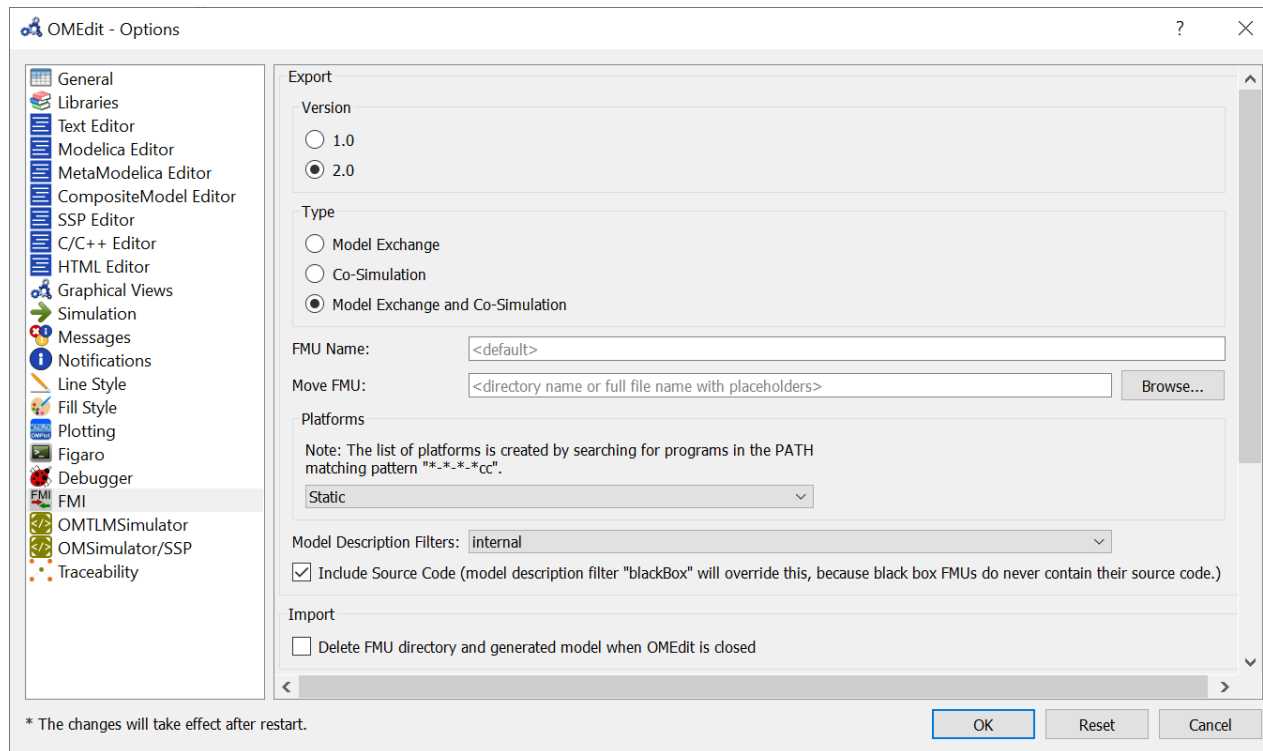 OMEdit - Options
?
General
Libraries
Text Editor
Modelica Editor
MetaModelica Editor
CompositeModel Editor
SSP Editor
C/C++ Editor
HTML Editor
Graphical Views
Simulation
Messages
Notifications
Line Style
Fill Style
Plotting
Figaro
Debugger
FMI
OMTLMSimulator
OMSimulator/SSP
Traceability
Export
Version
1.0
2.0
Type
Model Exchange
Co-Simulation
Model Exchange and Co-Simulation
FMU Name: <default>
Move FMU: <directory name or full file name with placeholders> Browse...
Platforms
Note: The list of platforms is created by searching for programs in the PATH
matching pattern "*-*-*-*cc".
Static
Model Description Filters: internal
Include Source Code (model description filter "blackBox" will override this, because black box FMUs do never contain their source code.)
Import
Delete FMU directory and generated model when OMEdit is closed
* The changes will take effect after restart.
OK Reset Cancel